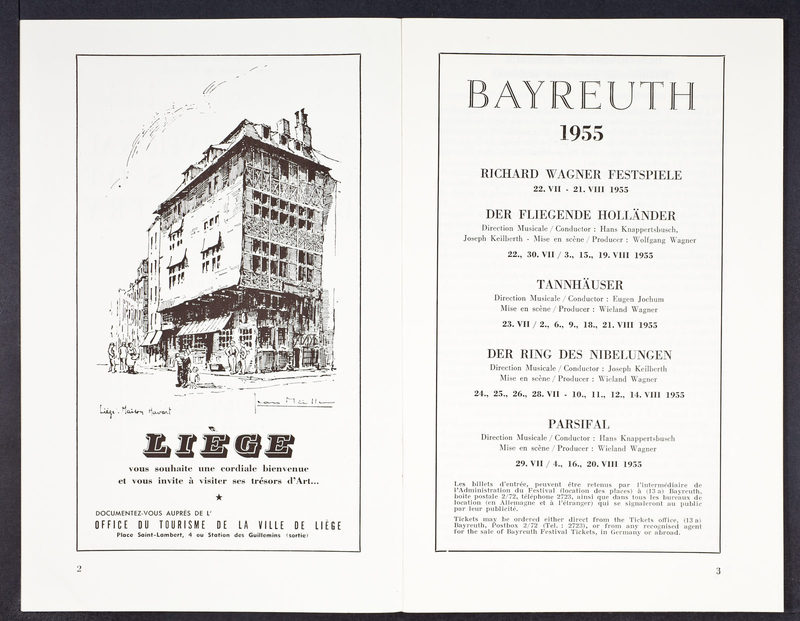 Liège. Maison Havart
LIÈGE
vous souhaite une cordiale bienvenue
et vous invite à visiter ses trésors d'Art...
DOCUMENTEZ-VOUS AUPRÈS DE L'
OFFICE DU TOURISME DE LA VILLE DE LIÈGE
Place Saint-Lambert, 4 ou Station des Guillemins (sortie)
2
BAYREUTH
1955
RICHARD WAGNER FESTSPIELE
22. VII - 21. VIII 1955
DER FLIEGENDE HOLLÄNDER
Direction Musicale / Conductor : Hans Knappertsbusch,
Joseph Keilberth - Mise en scène / Producer : Wolfgang Wagner
22., 30. VII / 3., 15., 19. VIII 1955
TANNHÄUSER
Direction Musicale / Conductor : Eugen Jochum
Mise en scène / Producer : Wieland Wagner
23. VII / 2., 6., 9., 18., 21. VIII 1955
DER RING DES NIBELUNGEN
Direction Musicale / Conductor : Joseph Keilberth
Mise en scène / Producer : Wieland Wagner
24., 25., 26., 28. VII - 10., 11., 12., 14. VIII 1955
PARSIFAL
Direction Musicale / Conductor : Hans Knappertsbusch
Mise en scène / Producer : Wieland Wagner
29. VII / 4., 16., 20. VIII 1955
Les billets d'entrée, peuvent être retenus par l'intermédiaire de
l'Administration du Festival (location des places) à (13 a) Bayreuth,
boîte postale 2/72, téléphone 2723, ainsi que dans tous les bureaux de
location (en Allemagne et à l'étranger) qui se signaleront au public
par leur publicité.
Tickets may be ordered either direct from the Tickets office, (13 a)
Bayreuth, Postbox 2/72 (Tel. : 2723), or from any recognised agent
for the sale of Bayreuth Festival Tickets, in Germany or abroad.
3